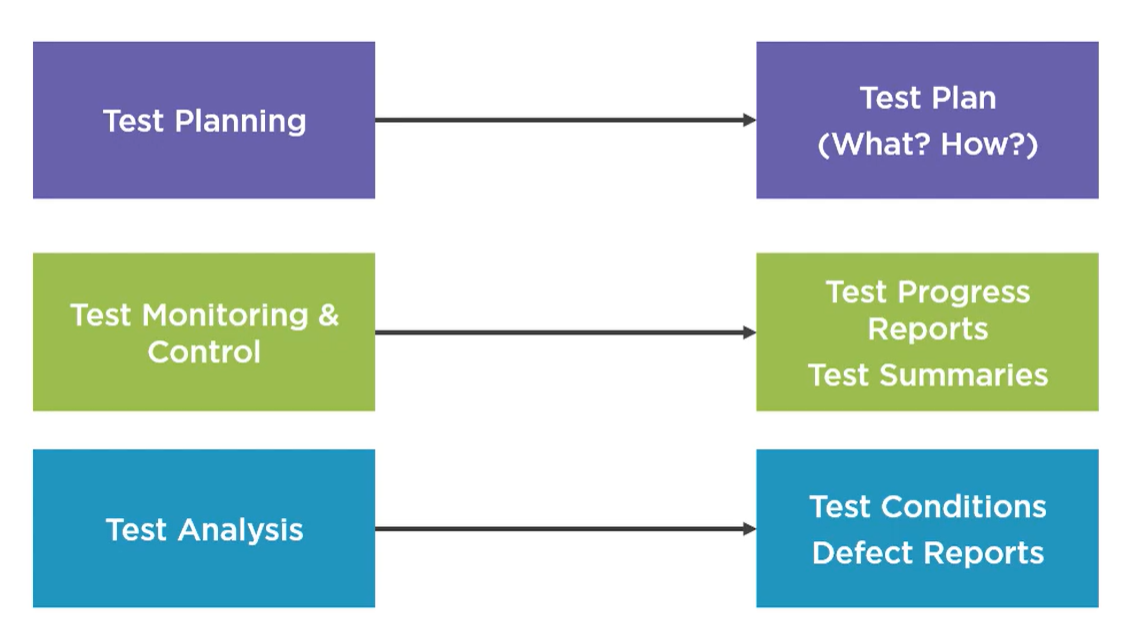 Test Planning
Test Plan
(What? How?)
Test Monitoring &
Control
Test Progress
Reports
Test Summaries
Test Analysis
Test Conditions
Defect Reports